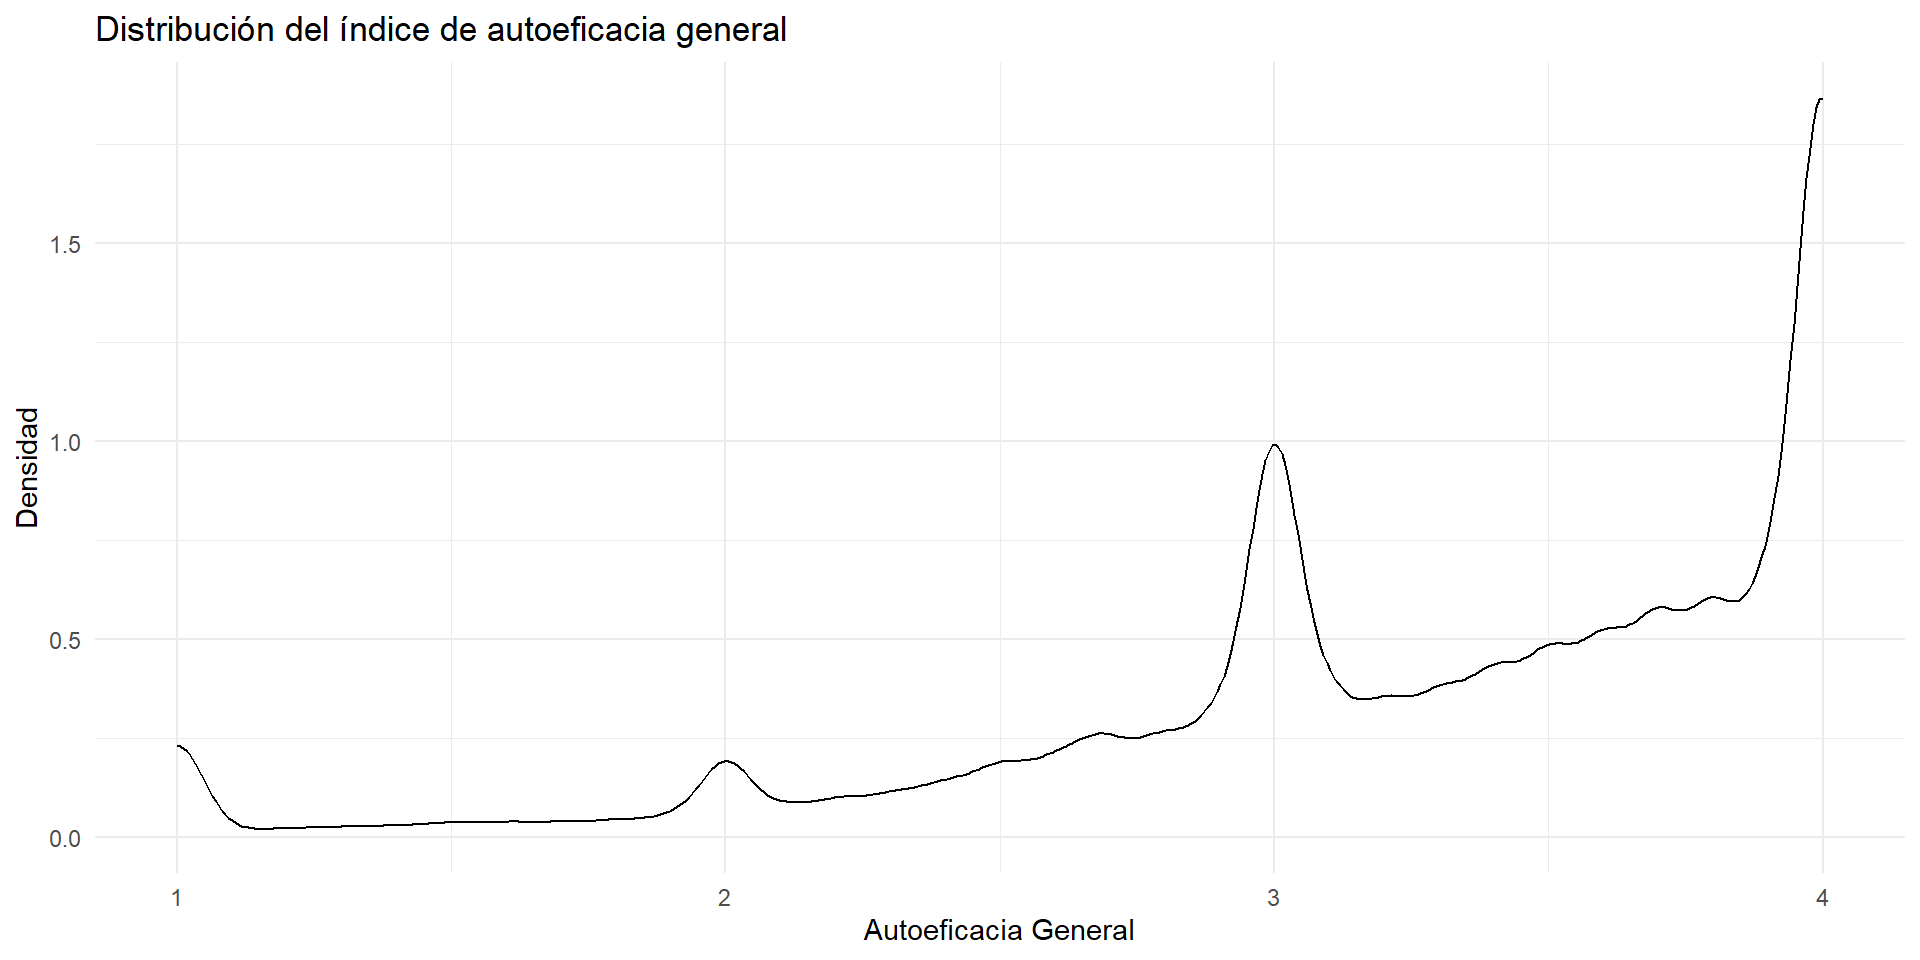 Distribución del índice de autoeficacia general
1.5
1.0
0.5
0.0
Densidad
1 2 3 4
Autoeficacia General